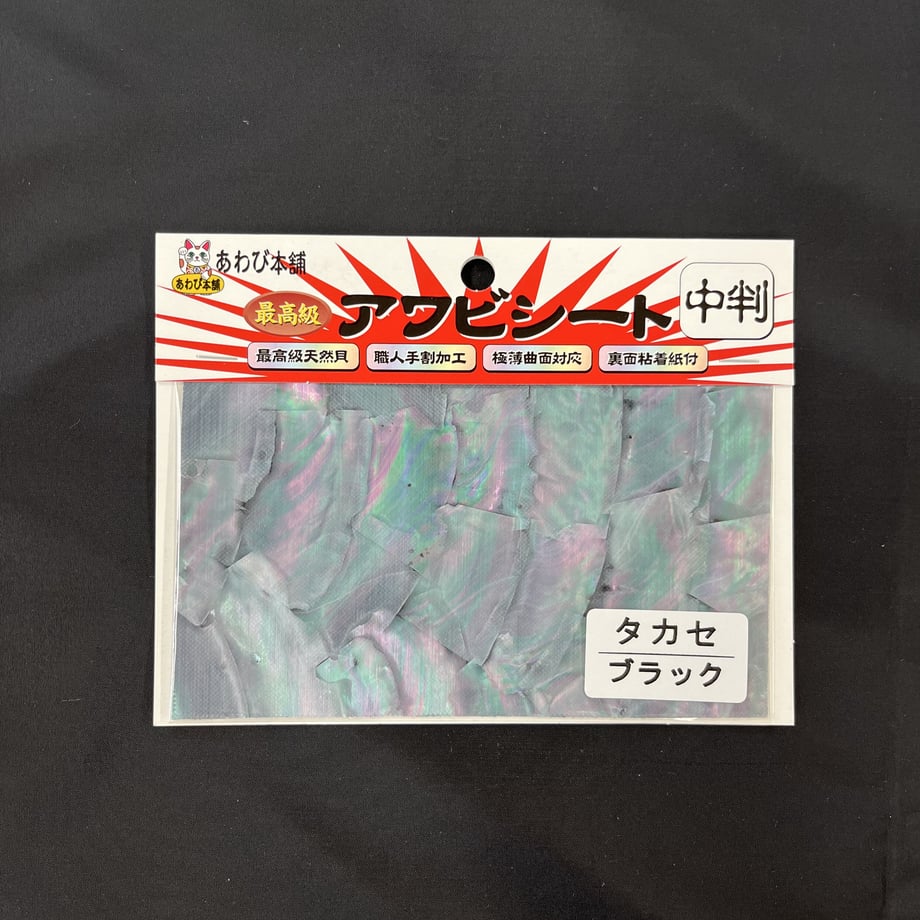 あわび本舗
あわび本舗
最高級 アワビシート 中判
最高級天然貝 職人手割加工 極薄曲面対応 裏面粘着紙付
タカセ
ブラック